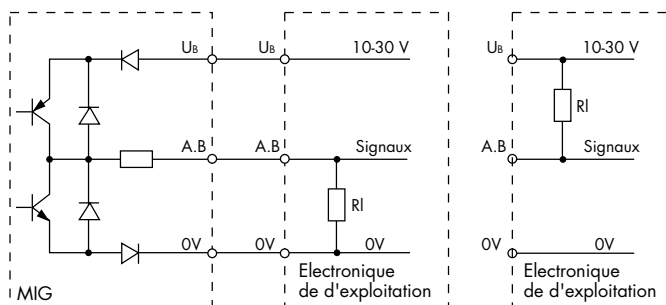 UB UB 10-30 V UB 10-30 V
Rl
A.B A.B Signaux A.B Signaux
Rl
0V 0V 0V 0V 0V
MIG
Electronique
de d'exploitation
Electronique
de d'exploitation